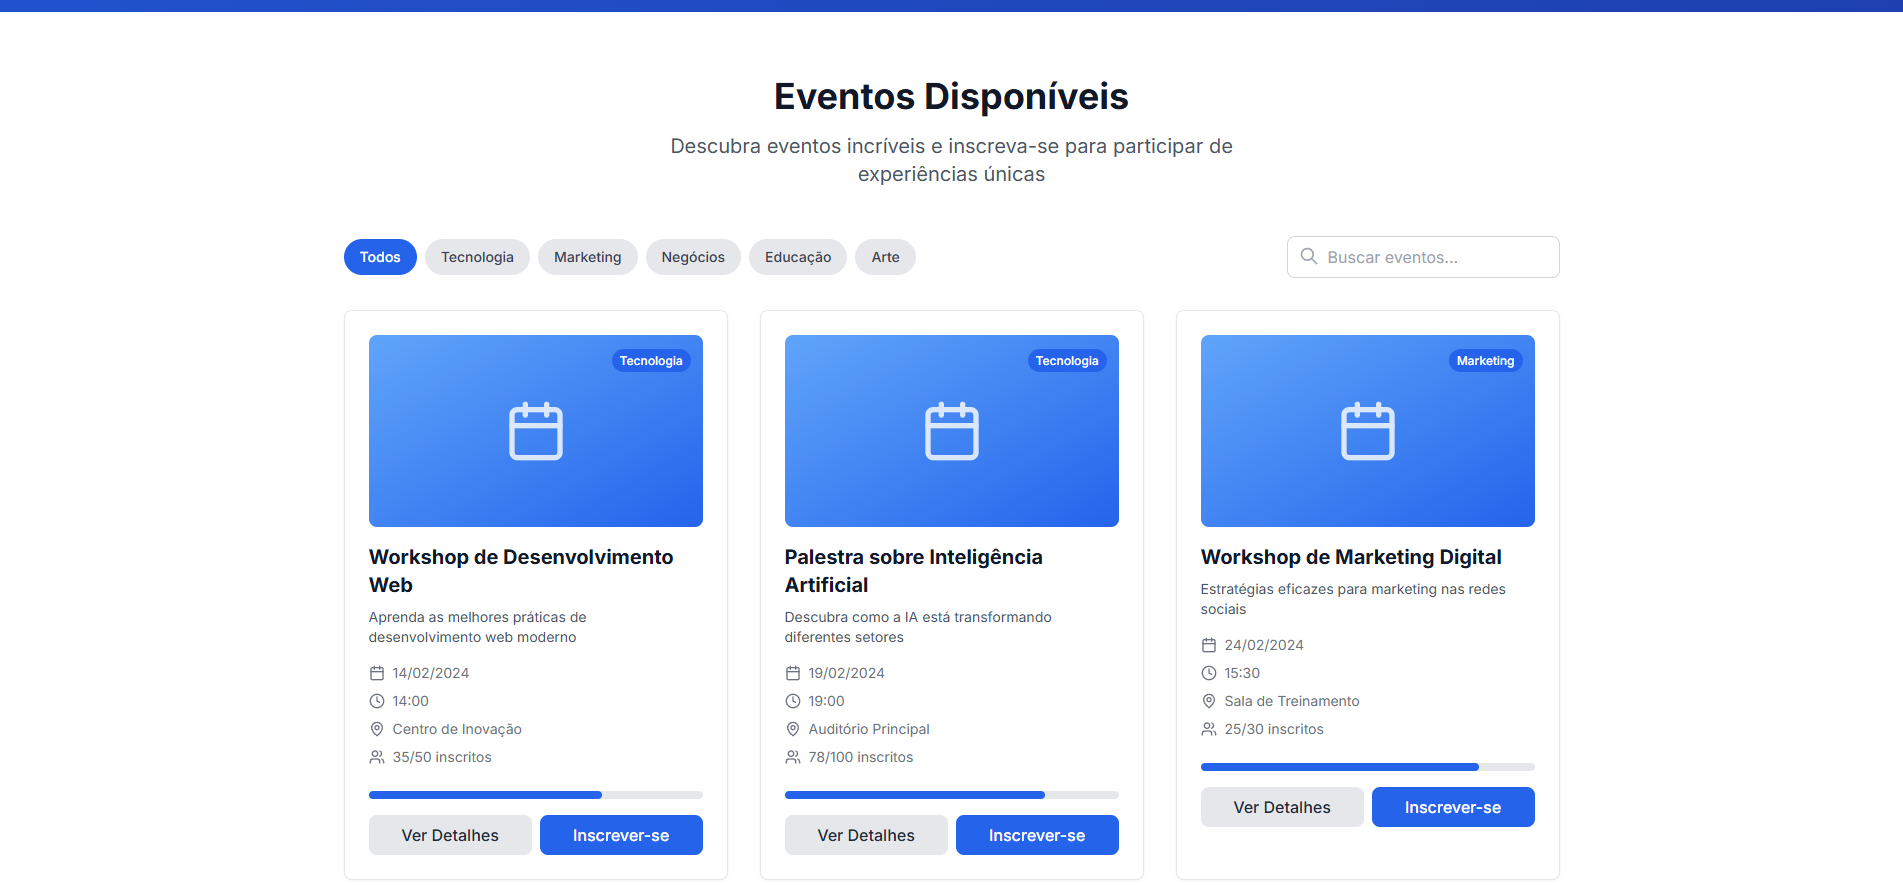 Eventos Disponíveis
Descubra eventos incríveis e inscreva-se para participar de
experiências únicas
Todos
Tecnologia
Marketing
Negócios
Educação
Arte
Buscar eventos...
Tecnologia
Workshop de Desenvolvimento
Web
Aprenda as melhores práticas de
desenvolvimento web moderno
14/02/2024
14:00
Centro de Inovação
35/50 inscritos
Ver Detalhes
Inscrever-se
Tecnologia
Palestra sobre Inteligência
Artificial
Descubra como a IA está transformando
diferentes setores
19/02/2024
19:00
Auditório Principal
78/100 inscritos
Ver Detalhes
Inscrever-se
Marketing
Workshop de Marketing Digital
Estratégias eficazes para marketing nas redes
sociais
24/02/2024
15:30
Sala de Treinamento
25/30 inscritos
Ver Detalhes
Inscrever-se